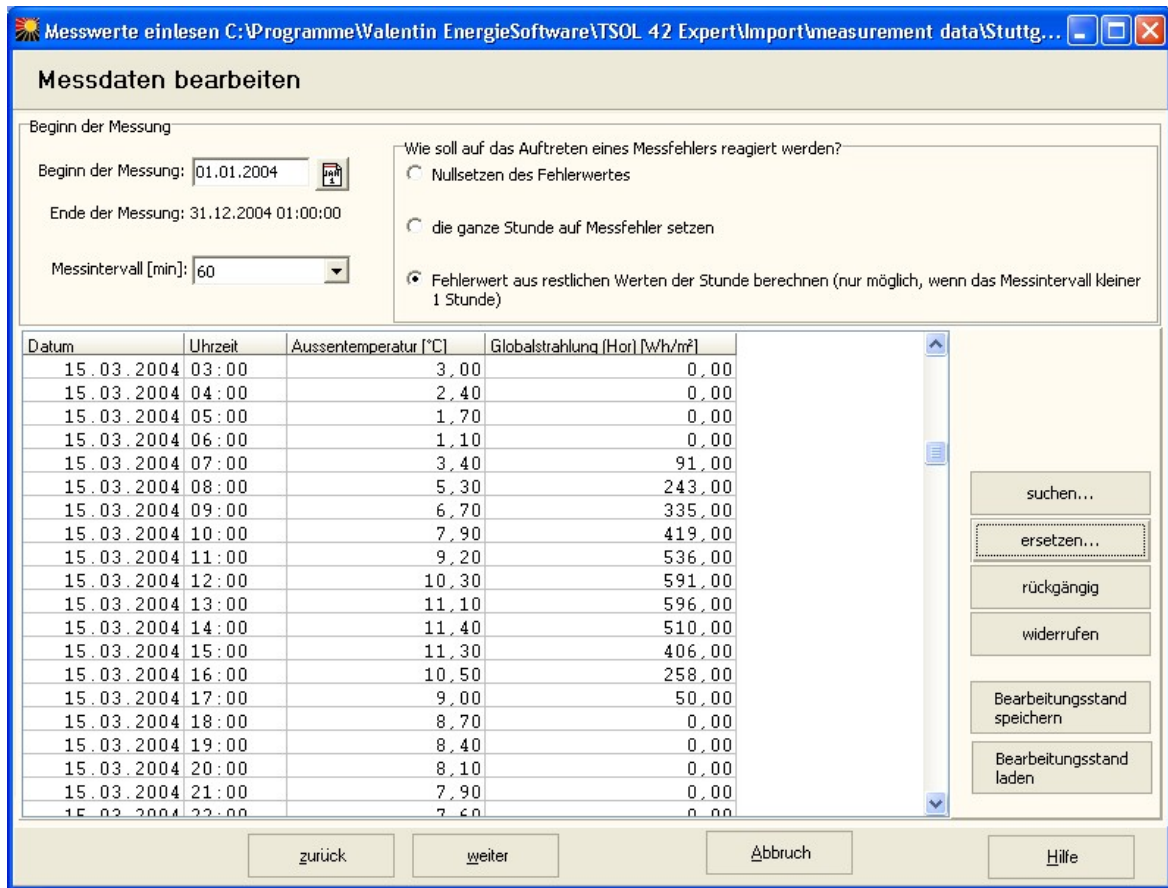 Messwerte einlesen C:\Programme\Valentin EnergieSoftware\TSOL 42 Expert\Import\measurement data\Stuttg...
Messdaten bearbeiten
Beginn der Messung
Beginn der Messung: 01.01.2004
Ende der Messung: 31.12.2004 01:00:00
Messintervall [min]: 60
Wie soll auf das Auftreten eines Messfehlers reagiert werden?
Nullsetzen des Fehlerwertes
die ganze Stunde auf Messfehler setzen
Fehlerwert aus restlichen Werten der Stunde berechnen (nur möglich, wenn das Messintervall kleiner
1 Stunde)
Datum Uhrzeit Aussentemperatur [°C] Globalstrahlung (Hor) [Wh/m²]
15.03.2004 03:00 3,00 0,00
15.03.2004 04:00 2,40 0,00
15.03.2004 05:00 1,70 0,00
15.03.2004 06:00 1,10 0,00
15.03.2004 07:00 3,40 91,00
15.03.2004 08:00 5,30 243,00
15.03.2004 09:00 6,70 335,00
15.03.2004 10:00 7,90 419,00
15.03.2004 11:00 9,20 536,00
15.03.2004 12:00 10,30 591,00
15.03.2004 13:00 11,10 596,00
15.03.2004 14:00 11,40 510,00
15.03.2004 15:00 11,30 406,00
15.03.2004 16:00 10,50 258,00
15.03.2004 17:00 9,00 50,00
15.03.2004 18:00 8,70 0,00
15.03.2004 19:00 8,40 0,00
15.03.2004 20:00 8,10 0,00
15.03.2004 21:00 7,90 0,00
15.03.2004 22:00 7,60 0,00
suchen...
ersetzen...
rückgängig
widerrufen
Bearbeitungsstand
speichern
Bearbeitungsstand
laden
zurück weiter Abbruch Hilfe